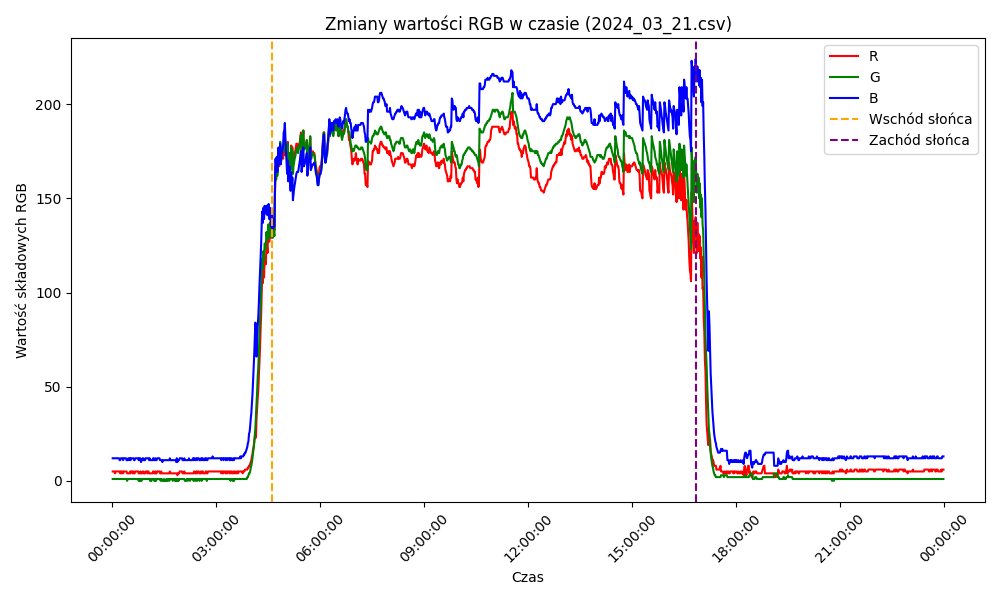 Zmiany wartości RGB w czasie (2024_03_21.csv)
Wartość składowych RGB
200
150
100
50
0
R
G
B
Wschód słońca
Zachód słońca
00:00:00
03:00:00
06:00:00
09:00:00
12:00:00
15:00:00
18:00:00
21:00:00
00:00:00
Czas